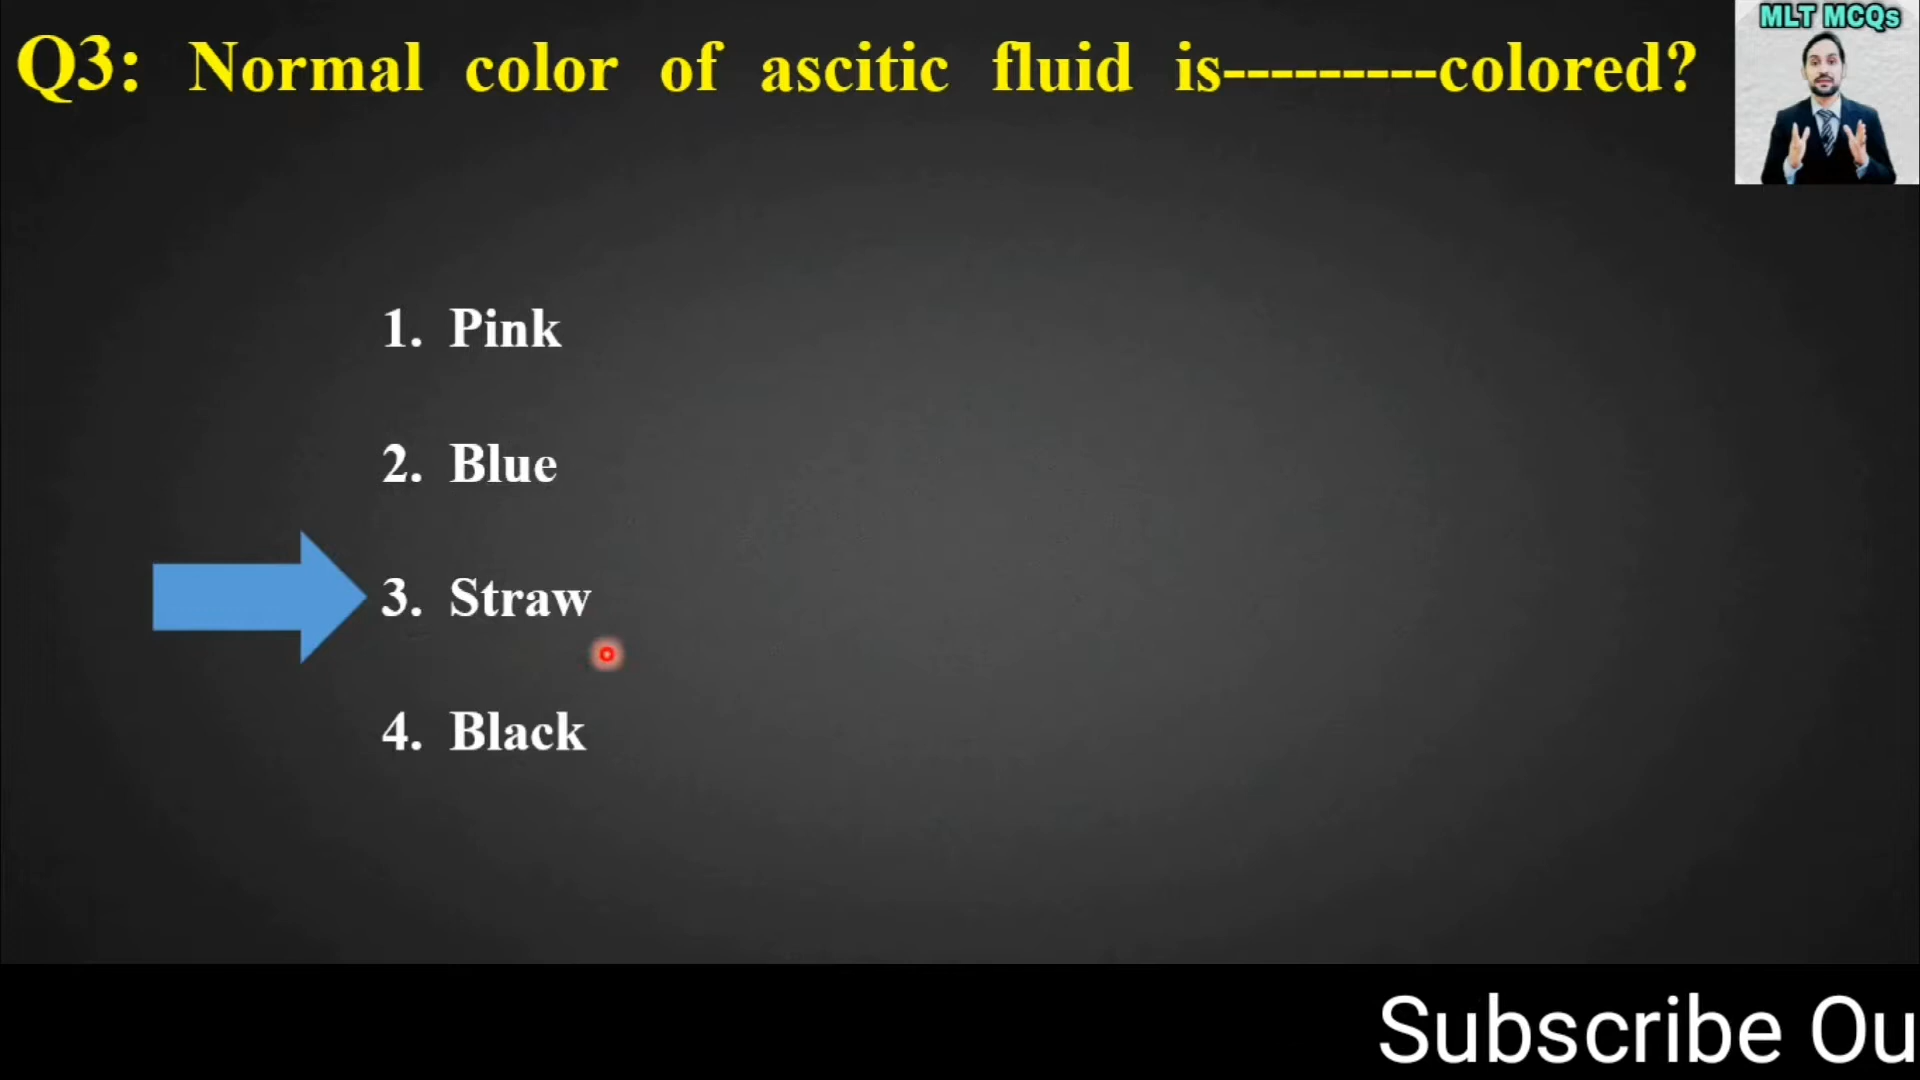 Q3: Normal color of ascitic fluid is---------colored?
MLT MCQs
1. Pink
2. Blue
3. Straw
4. Black
Subscribe Ou